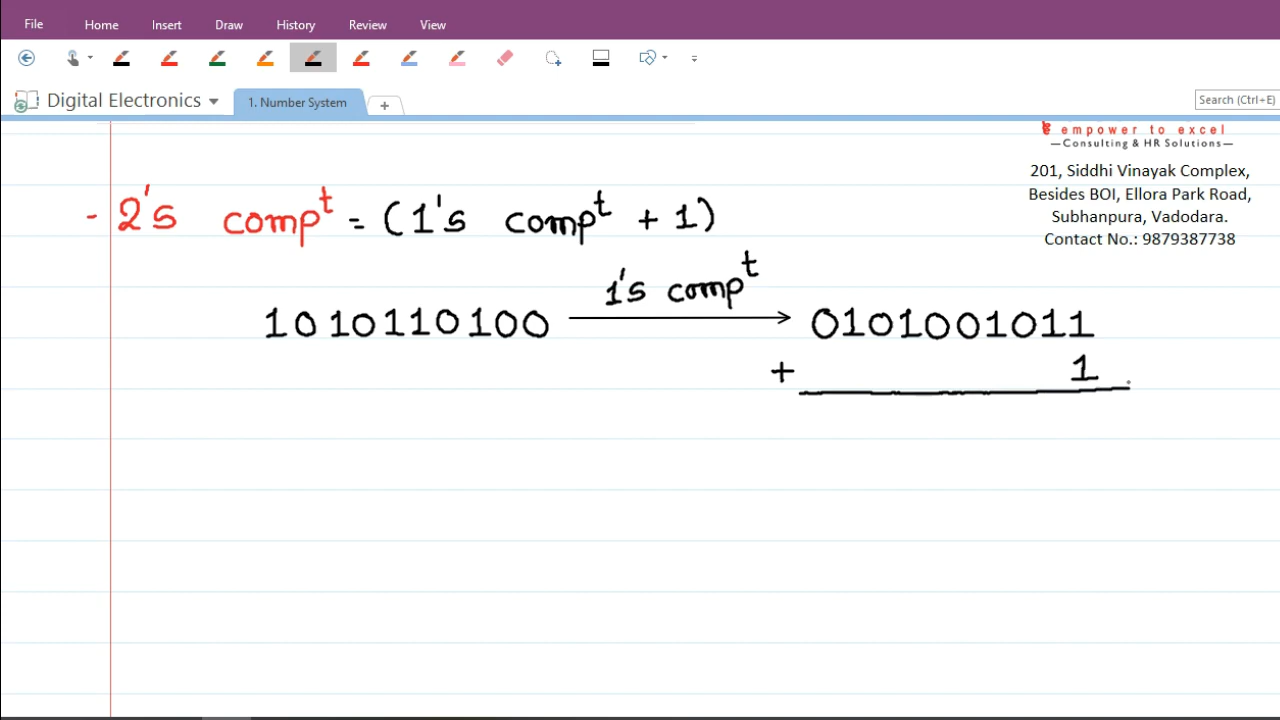 File Home Insert Draw History Review View
Digital Electronics 1. Number System + Search (Ctrl+E)
empower to excel
—Consulting & HR Solutions—
201, Siddhi Vinayak Complex,
Besides BOI, Ellora Park Road,
Subhanpura, Vadodara.
Contact No.: 9879387738
- 2's compᵗ = (1's compᵗ + 1)
1's compᵗ
1010110100 → 0101001011
+ 1